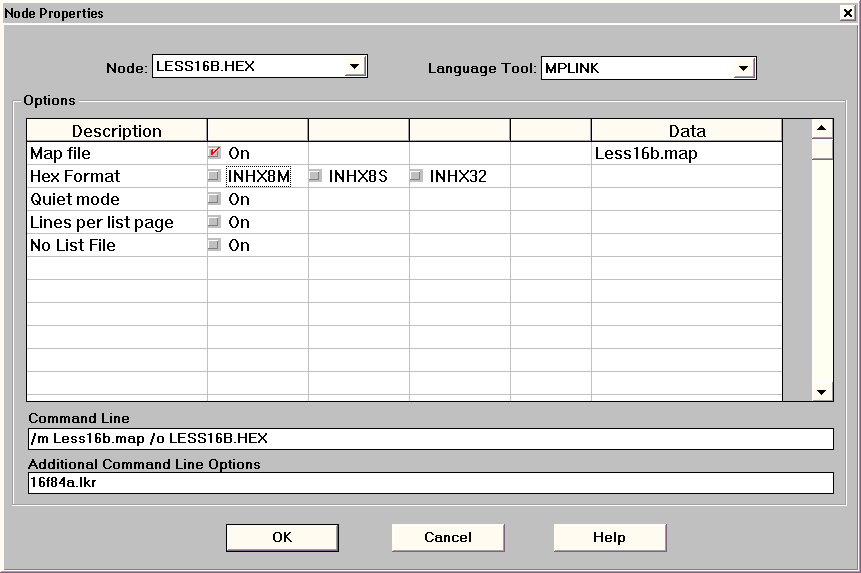 Node Properties
Node: LESS16B.HEX Language Tool: MPLINK
Options
Description Data
Map file On Less16b.map
Hex Format INHX8M INHX8S INHX32
Quiet mode On
Lines per list page On
No List File On
Command Line
/m Less16b.map /o LESS16B.HEX
Additional Command Line Options
16f84a.lkr
OK Cancel Help